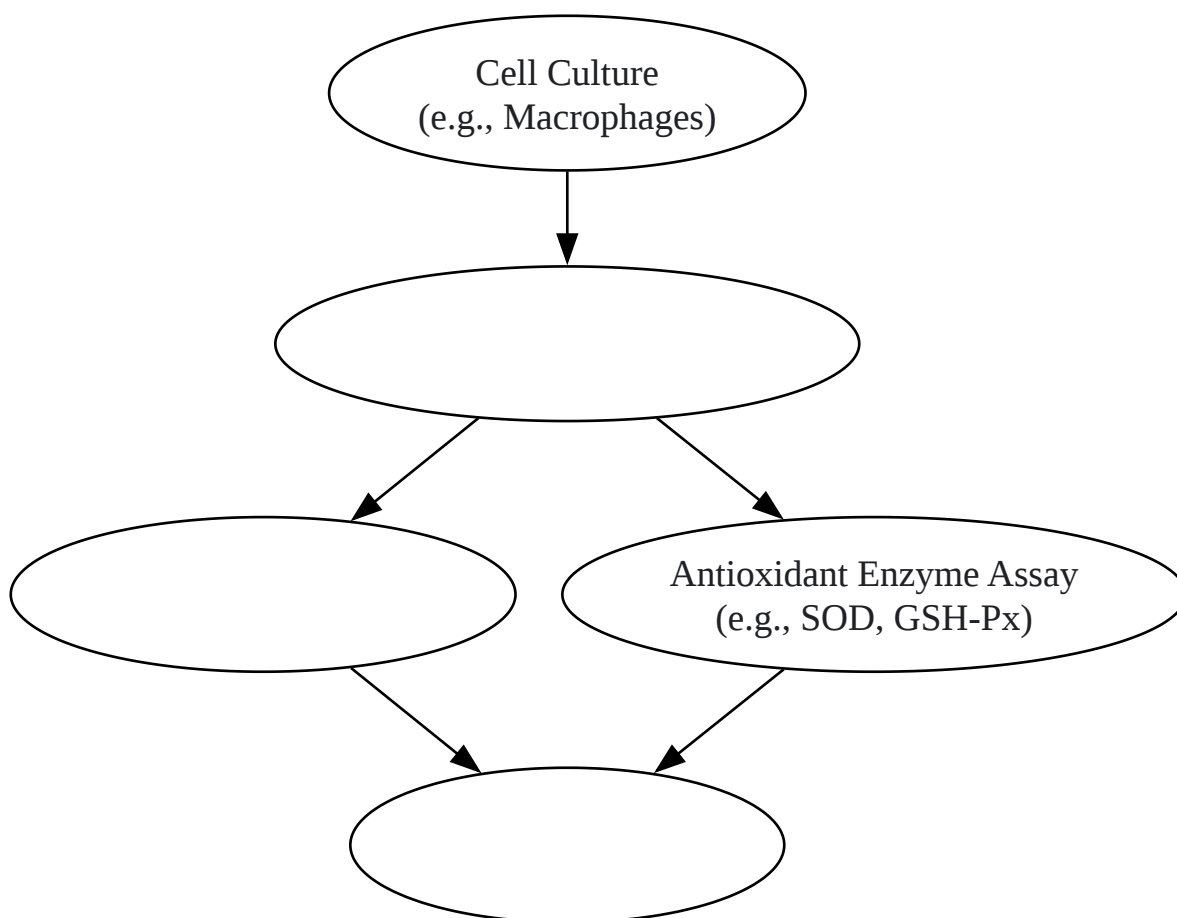 Cell Culture
(e.g., Macrophages)
Antioxidant Enzyme Assay
(e.g., SOD, GSH-Px)